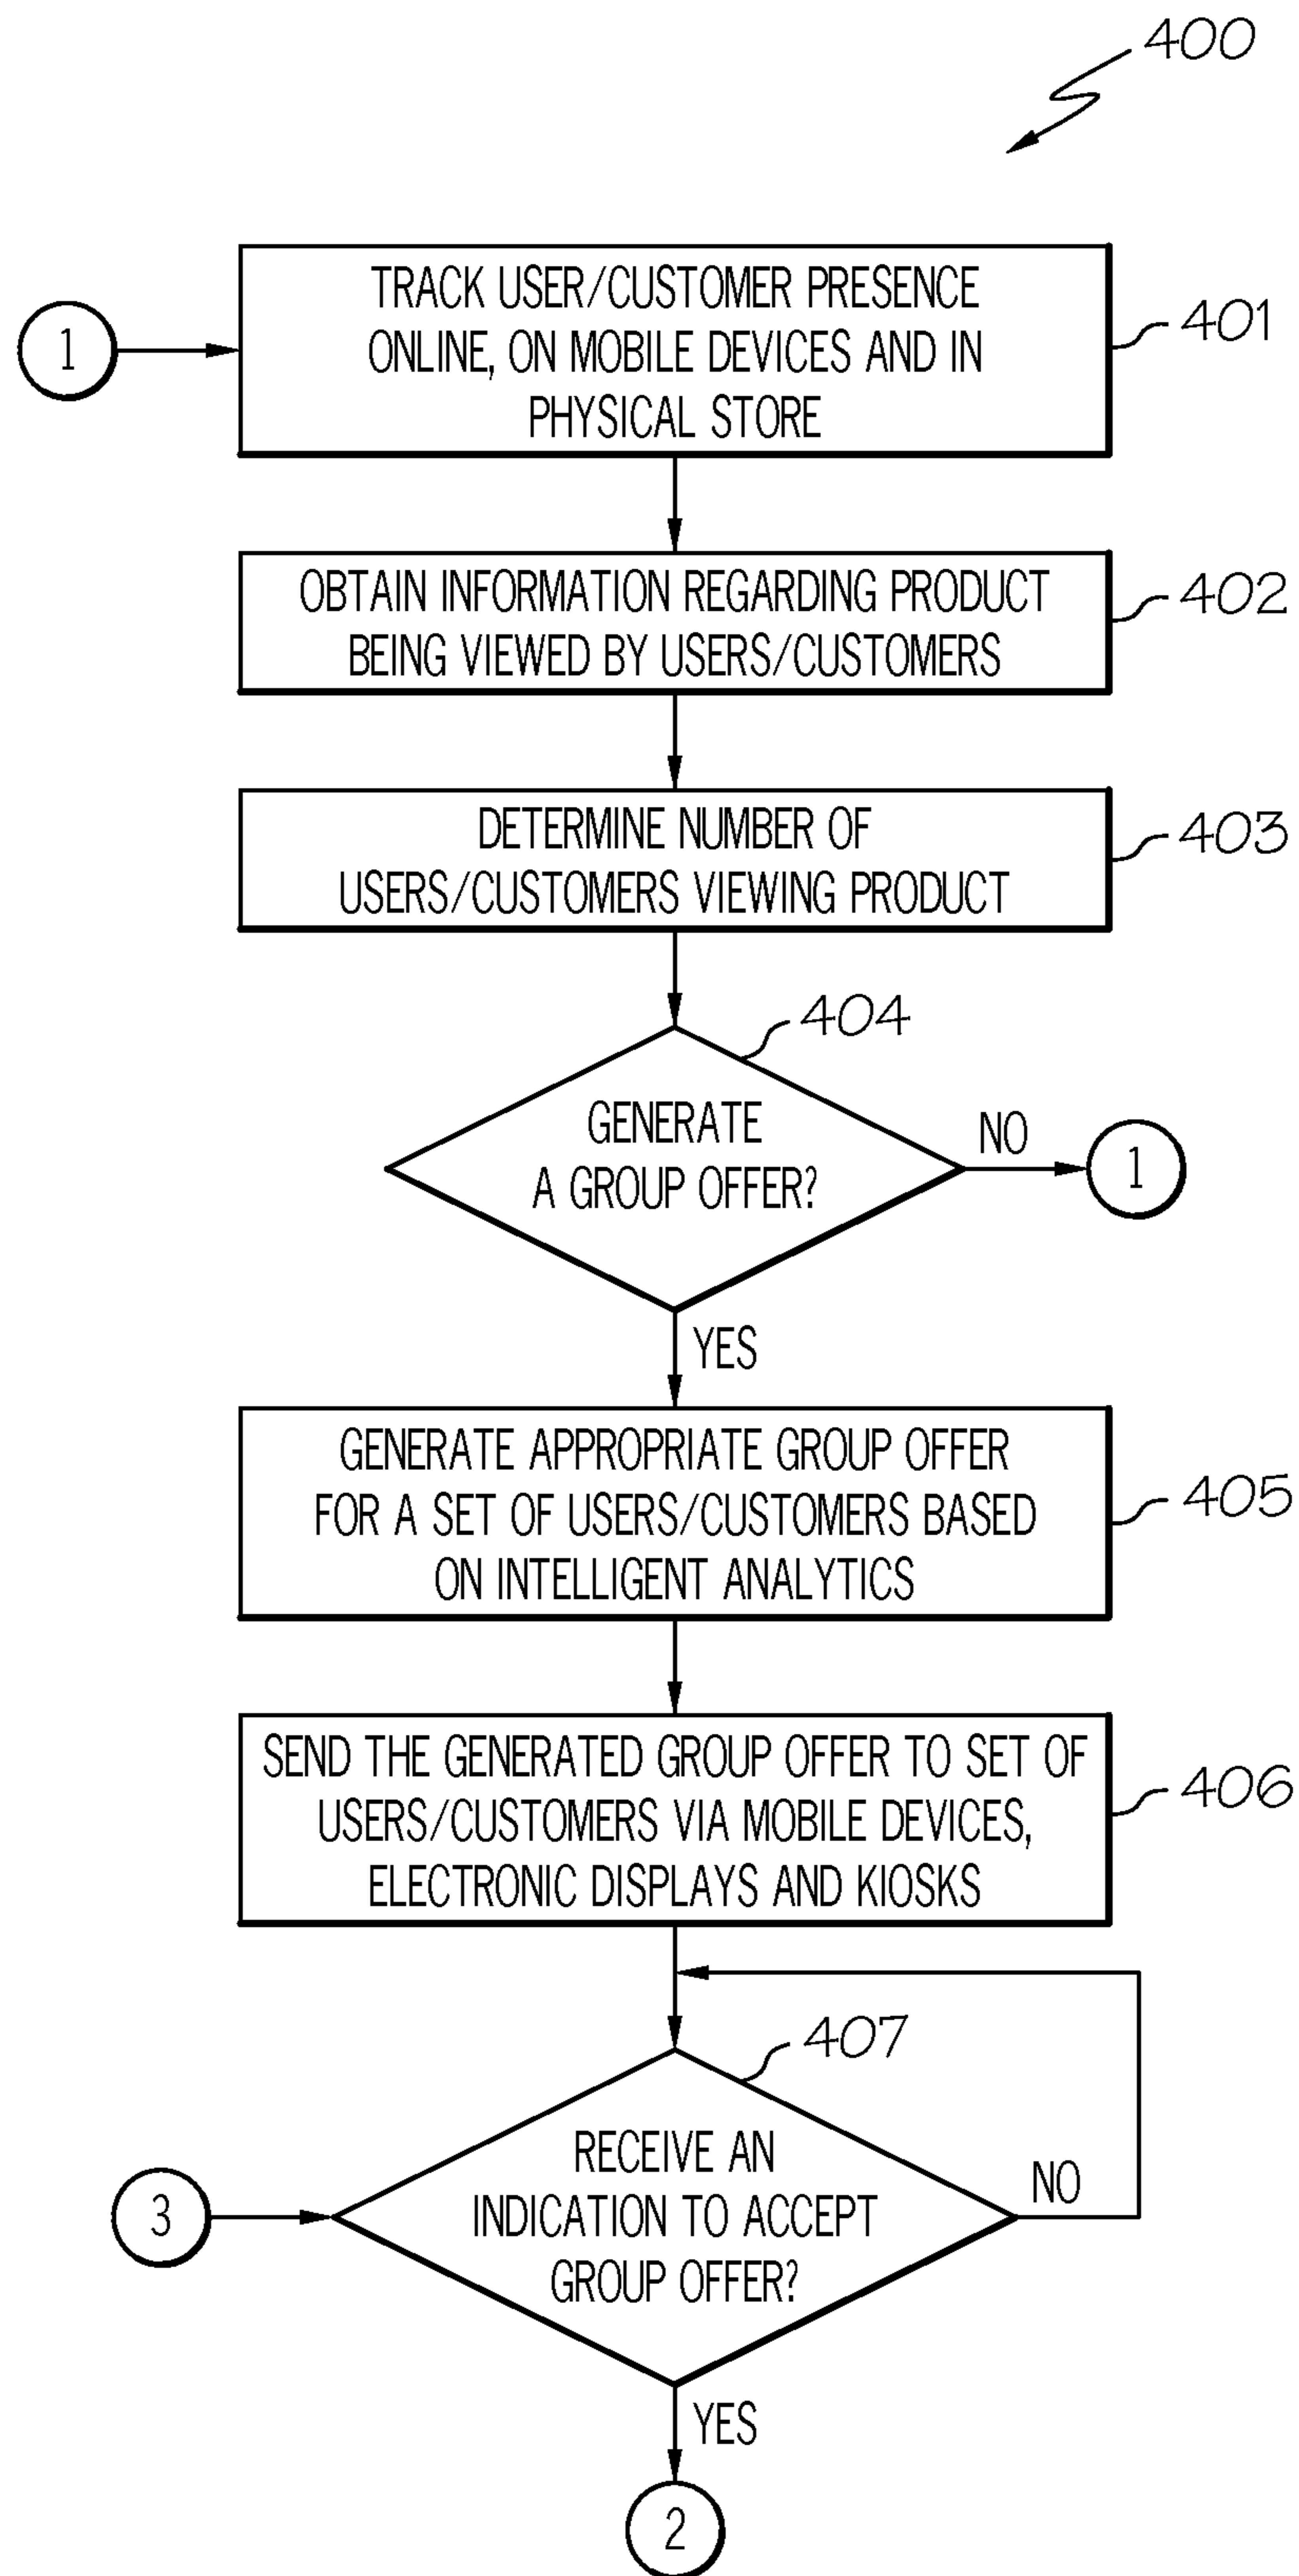 400
TRACK USER/CUSTOMER PRESENCE
ONLINE, ON MOBILE DEVICES AND IN
PHYSICAL STORE
401
1
OBTAIN INFORMATION REGARDING PRODUCT
BEING VIEWED BY USERS/CUSTOMERS
402
DETERMINE NUMBER OF
USERS/CUSTOMERS VIEWING PRODUCT
403
404
GENERATE
A GROUP OFFER?
NO
1
YES
GENERATE APPROPRIATE GROUP OFFER
FOR A SET OF USERS/CUSTOMERS BASED
ON INTELLIGENT ANALYTICS
405
SEND THE GENERATED GROUP OFFER TO SET OF
USERS/CUSTOMERS VIA MOBILE DEVICES,
ELECTRONIC DISPLAYS AND KIOSKS
406
407
RECEIVE AN
INDICATION TO ACCEPT
GROUP OFFER?
NO
3
YES
2